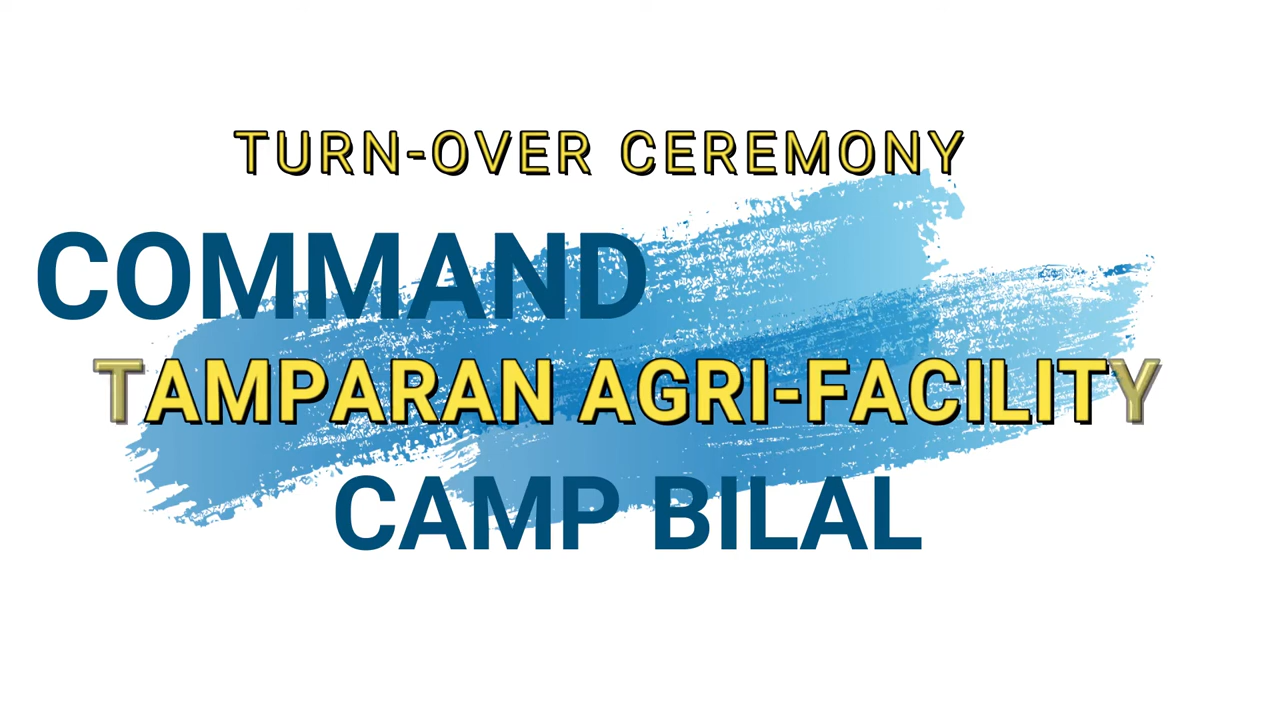 TURN-OVER CEREMONY
COMMAND
TAMPARAN AGRI-FACILITY
CAMP BILAL